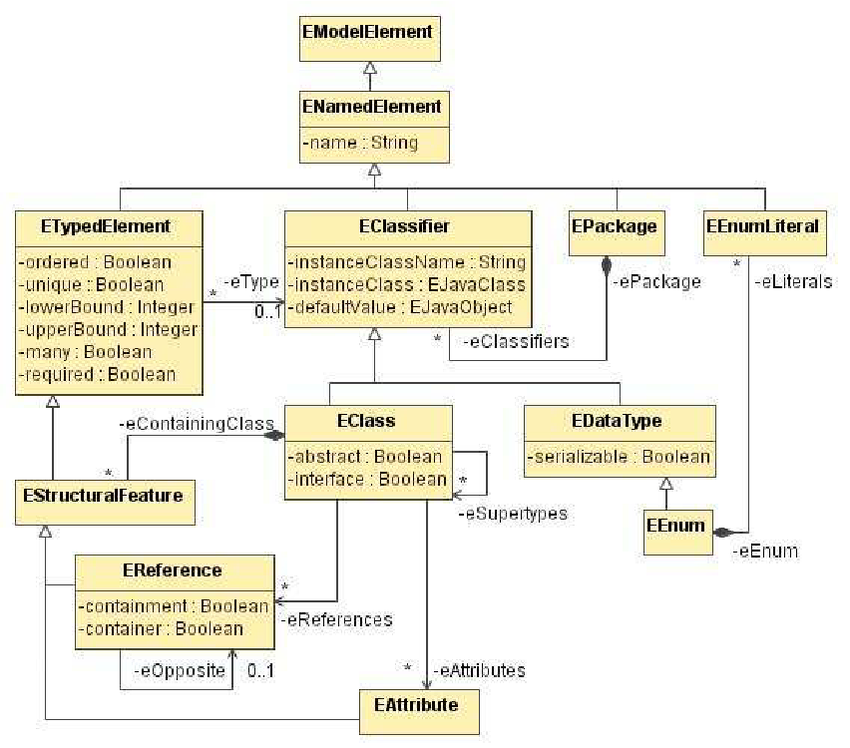 EModelElement
ENamedElement
-name : String
ETypedElement
-ordered : Boolean
-unique : Boolean
-lowerBound : Integer
-upperBound : Integer
-many : Boolean
-required : Boolean
* -eType
0..1
EClassifier
-instanceClassName : String
-instanceClass : EJavaClass
-defaultValue : EJavaObject
EPackage
-ePackage
* -eClassifiers
EEnumLiteral
* -eLiterals
-eContainingClass
*
EClass
-abstract : Boolean
-interface : Boolean
*
-eSupertypes
EDataType
-serializable : Boolean
EStructuralFeature
EEnum
-eEnum
EReference
-containment : Boolean
-container : Boolean
*
-eReferences
-eOpposite 0..1
* -eAttributes
EAttribute